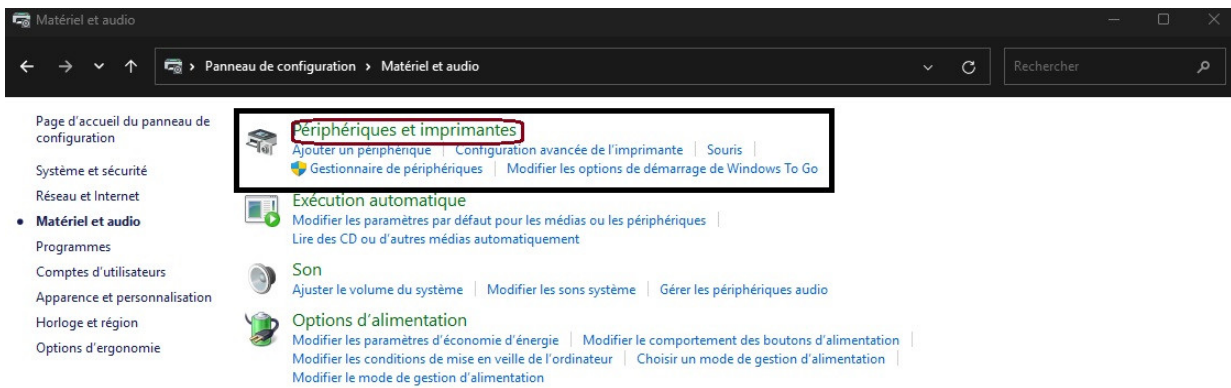 Matériel et audio
Panneau de configuration › Matériel et audio
Rechercher
Page d'accueil du panneau de
configuration
Système et sécurité
Réseau et Internet
Matériel et audio
Programmes
Comptes d'utilisateurs
Apparence et personnalisation
Horloge et région
Options d'ergonomie
Périphériques et imprimantes
Ajouter un périphérique | Configuration avancée de l'imprimante | Souris |
Gestionnaire de périphériques | Modifier les options de démarrage de Windows To Go
Exécution automatique
Modifier les paramètres par défaut pour les médias ou les périphériques |
Lire des CD ou d'autres médias automatiquement
Son
Ajuster le volume du système | Modifier les sons système | Gérer les périphériques audio
Options d'alimentation
Modifier les paramètres d'économie d'énergie | Modifier le comportement des boutons d'alimentation |
Modifier les conditions de mise en veille de l'ordinateur | Choisir un mode de gestion d'alimentation |
Modifier le mode de gestion d'alimentation